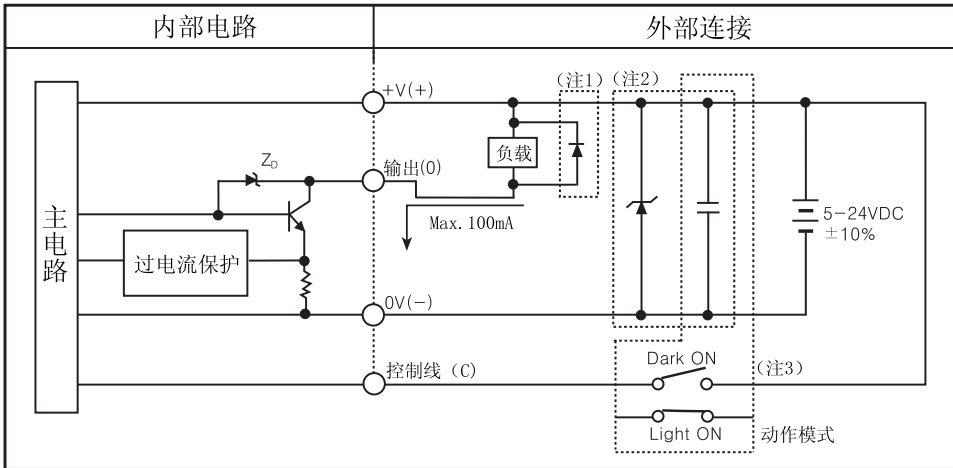 内部电路
外部连接
+V(+)
(注1)
(注2)
负载
Z_D
输出(0)
Max. 100mA
5-24VDC
±10%
主电路
过电流保护
0V(-)
控制线 (C)
Dark ON
(注3)
Light ON
动作模式